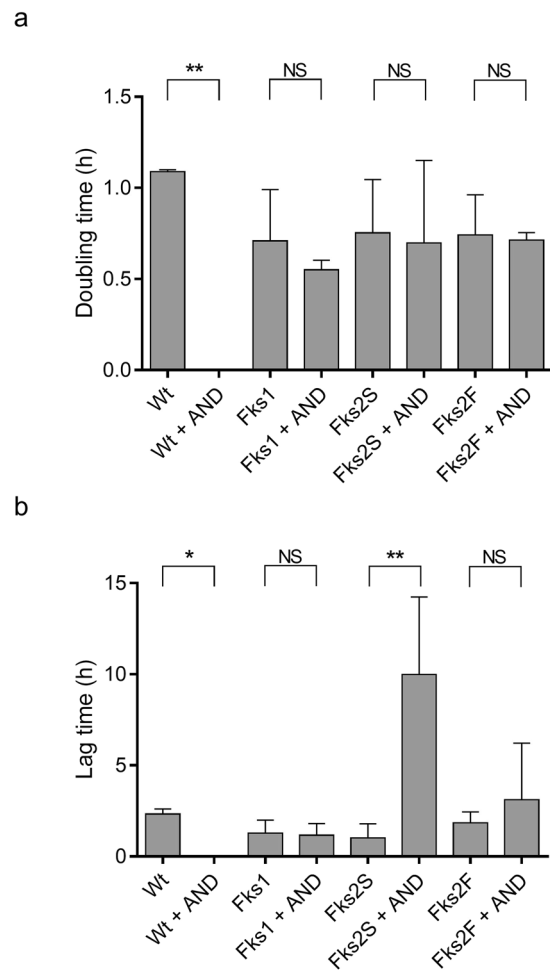 a
** NS NS NS
Doubling time (h)
1.5
1.0
0.5
0.0
Wt
Wt + AND
Fks1
Fks1 + AND
Fks2S
Fks2S + AND
Fks2F
Fks2F + AND
b
* NS ** NS
Lag time (h)
15
10
5
0
Wt
Wt + AND
Fks1
Fks1 + AND
Fks2S
Fks2S + AND
Fks2F
Fks2F + AND